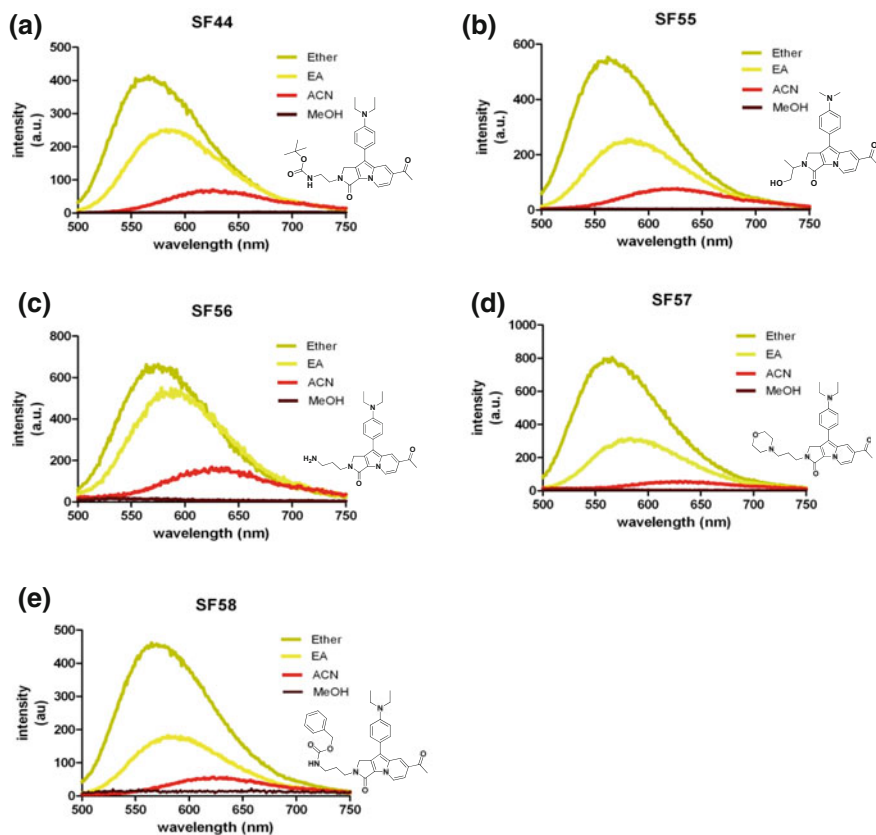 (a)
SF44
500
400
300
200
100
0
intensity
(a.u.)
500 550 600 650 700 750
wavelength (nm)
Ether
EA
ACN
MeOH
N
O
O
NH
N
O
N
O
(b)
SF55
600
400
200
0
intensity
(a.u.)
500 550 600 650 700 750
wavelength (nm)
Ether
EA
ACN
MeOH
N
N
HO
O
N
O
(c)
SF56
800
600
400
200
0
intensity
(a.u.)
500 550 600 650 700 750
wavelength (nm)
Ether
EA
ACN
MeOH
N
H2N
N
O
N
O
(d)
SF57
1000
800
600
400
200
0
intensity
(a.u.)
500 550 600 650 700 750
wavelength (nm)
Ether
EA
ACN
MeOH
N
O
N
N
O
N
O
(e)
SF58
500
400
300
200
100
0
intensity
(au)
500 550 600 650 700 750
wavelength (nm)
Ether
EA
ACN
MeOH
N
O
O
HN
N
O
N
O